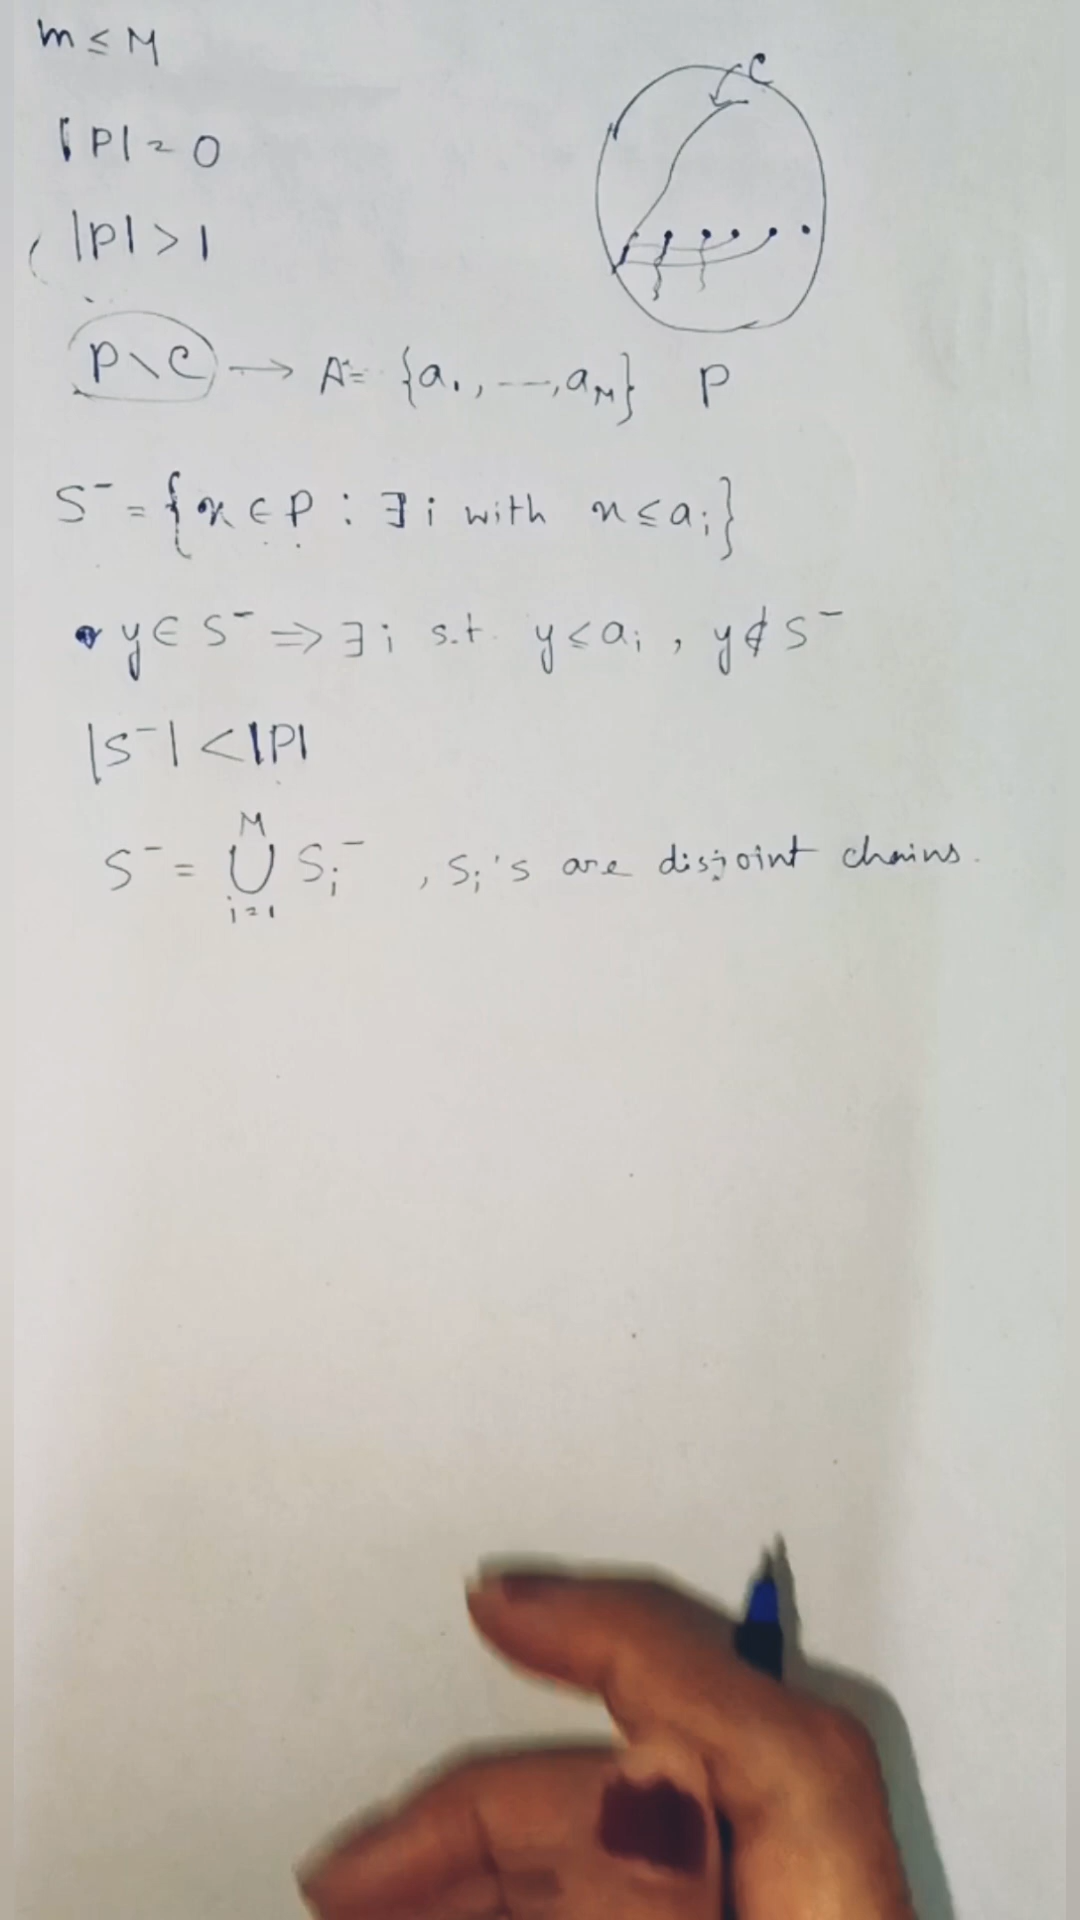 m ≤ M
C
|P| = 0
|P| > 1
P \ C → A = {a₁, ---, a_M} P
S⁻ = {x ∈ P : ∃ i with x ≤ aᵢ}
• y ∈ S⁻ ⇒ ∃ i s.t. y ≤ aᵢ , y ∉ S⁻
|S⁻| < |P|
S⁻ = ⋃_{i=1}^{M} Sᵢ⁻ , Sᵢ's are disjoint chains.